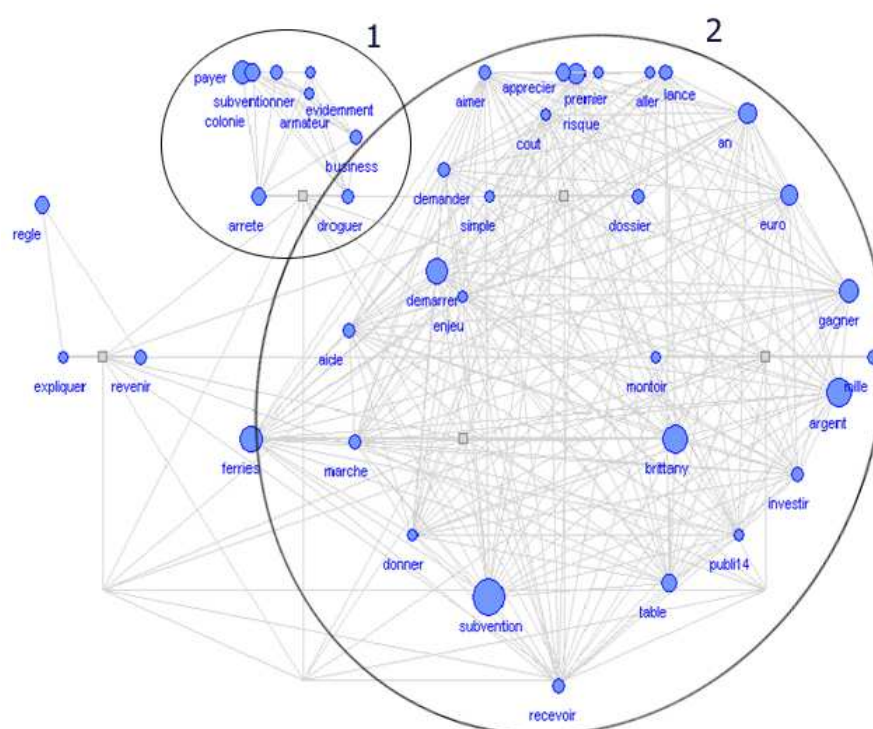 1
2
payer
subventionner
colonie
evidemment
armateur
business
arrete
droguer
regle
expliquer
revenir
aimer
apprecier
premier
aller
lance
cout
risque
an
demander
simple
dossier
euro
demarrer
enjeu
gagner
aide
montoir
mille
argent
ferries
marche
brittany
investir
donner
publi14
subvention
table
recevoir